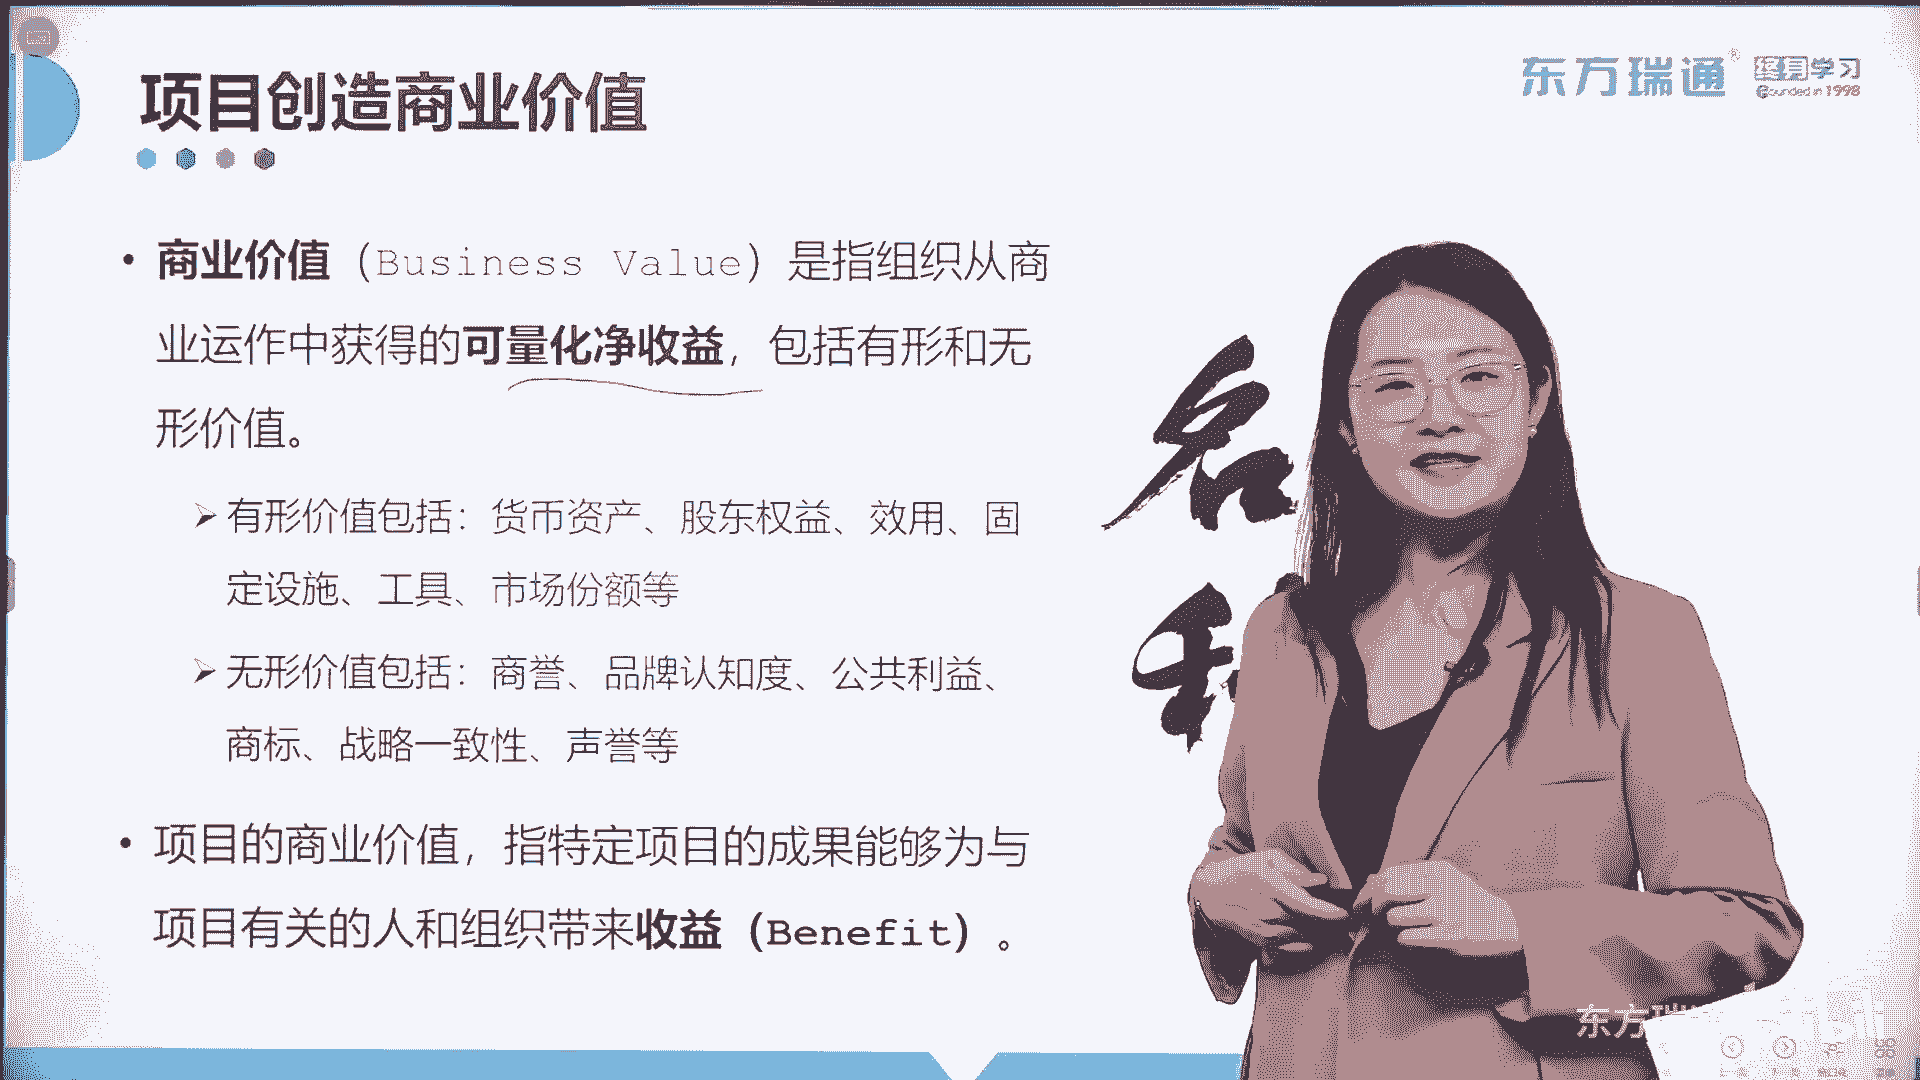 项目创造商业价值
东方瑞通®
终身学习
Founded in 1998
• 商业价值（Business Value）是指组织从商
业运作中获得的可量化净收益，包括有形和无
形价值。
➢ 有形价值包括：货币资产、股东权益、效用、固
定设施、工具、市场份额等
➢ 无形价值包括：商誉、品牌认知度、公共利益、
商标、战略一致性、声誉等
• 项目的商业价值，指特定项目的成果能够为与
项目有关的人和组织带来收益（Benefit）。
名
东方瑞